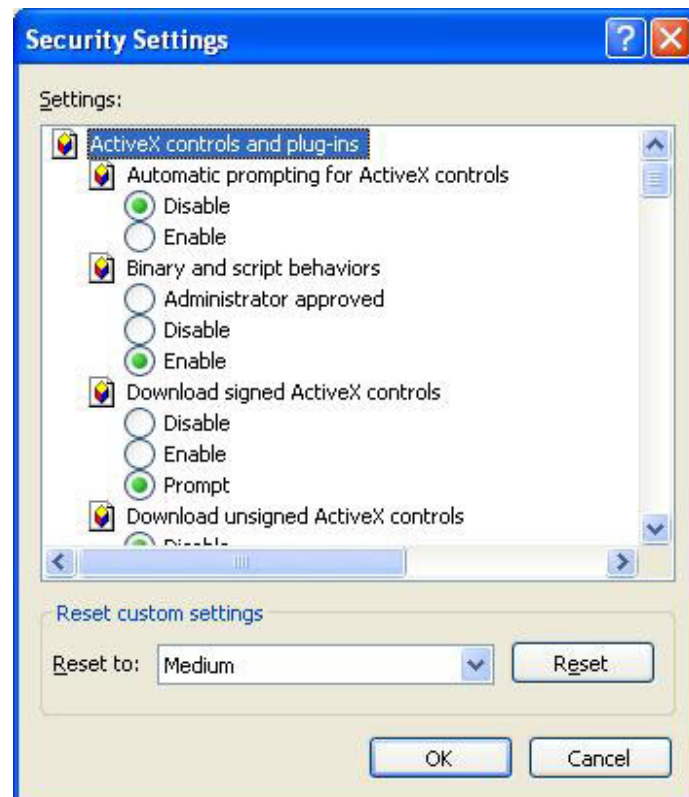 Security Settings
Settings:
ActiveX controls and plug-ins
Automatic prompting for ActiveX controls
Disable
Enable
Binary and script behaviors
Administrator approved
Disable
Enable
Download signed ActiveX controls
Disable
Enable
Prompt
Download unsigned ActiveX controls
Disable
Reset custom settings
Reset to: Medium Reset
OK Cancel